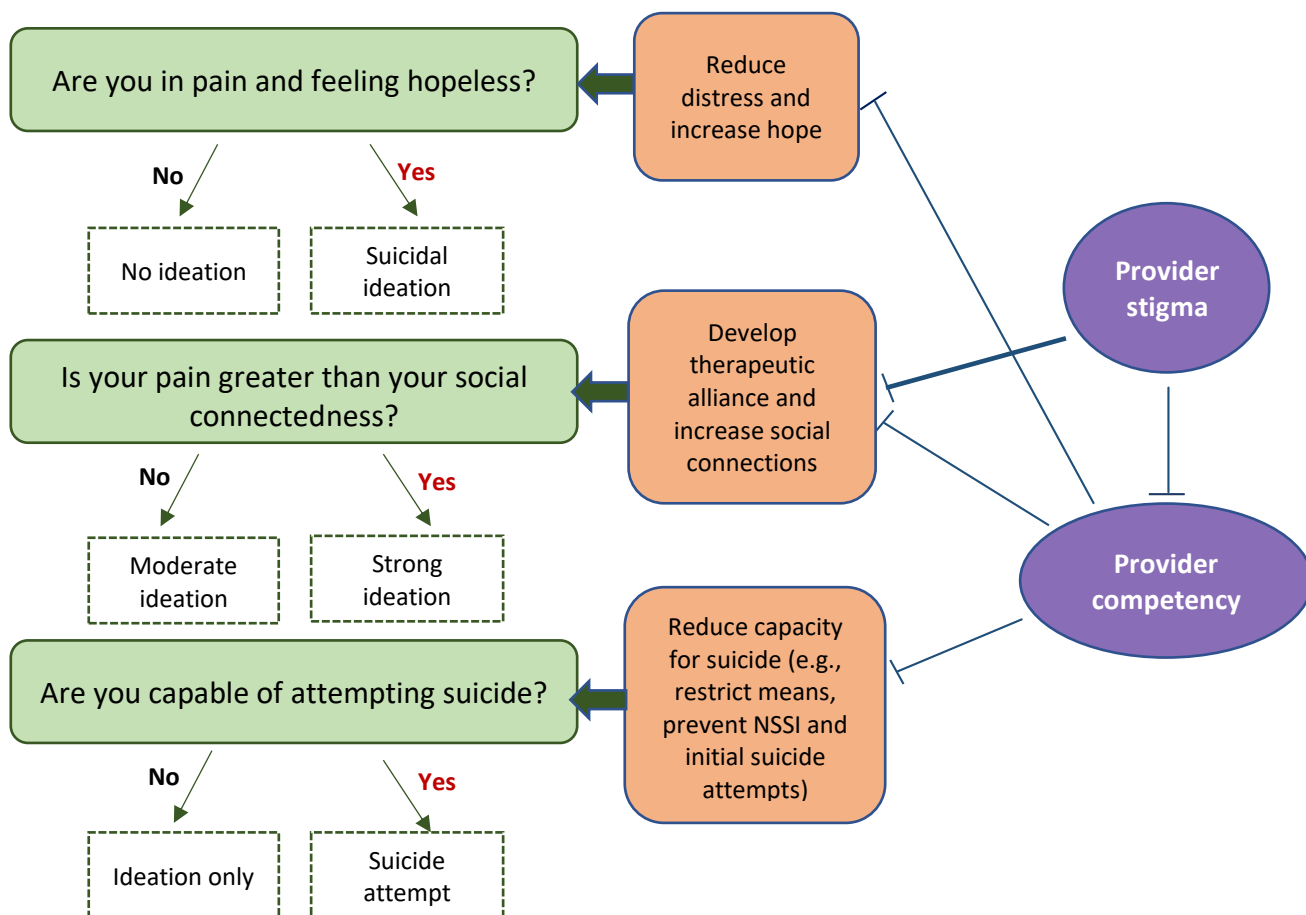 Are you in pain and feeling hopeless?
No
Yes
No ideation
Suicidal
ideation
Reduce
distress and
increase hope
Is your pain greater than your social
connectedness?
No
Yes
Moderate
ideation
Strong
ideation
Develop
therapeutic
alliance and
increase social
connections
Are you capable of attempting suicide?
No
Yes
Ideation only
Suicide
attempt
Reduce capacity
for suicide (e.g.,
restrict means,
prevent NSSI and
initial suicide
attempts)
Provider
stigma
Provider
competency